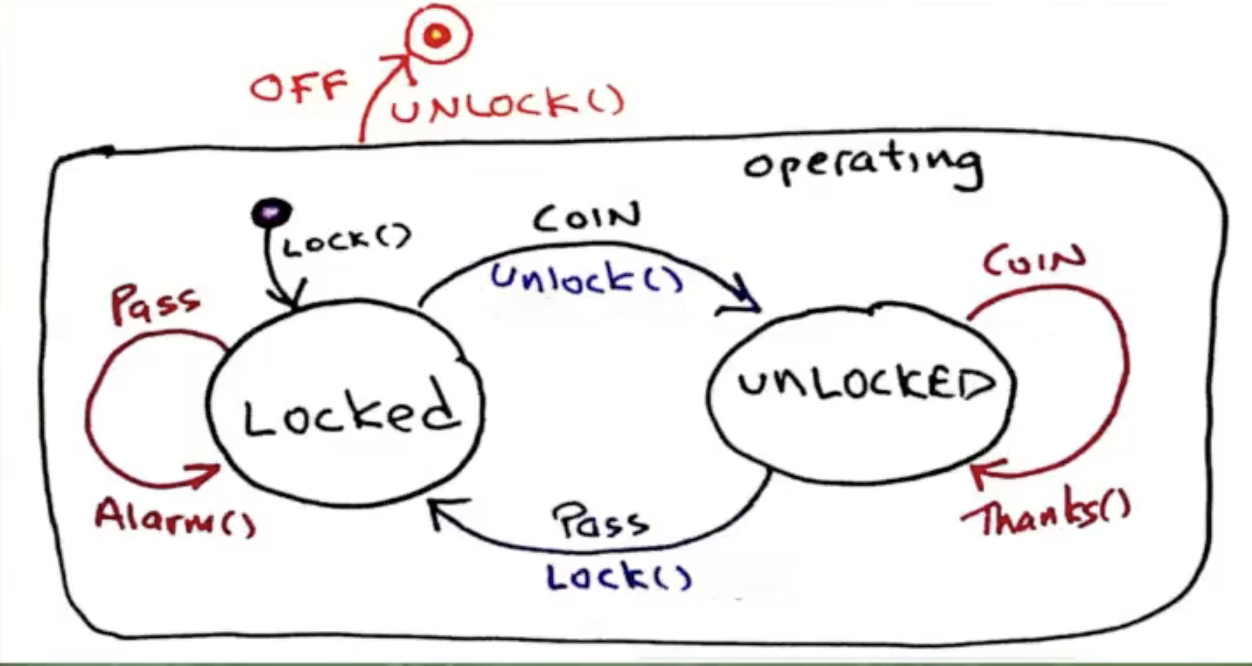 OFF
UNLOCK()
operating
LOCK()
COIN
Unlock()
COIN
Pass
Locked
UNLOCKED
Alarm()
Pass
Lock()
Thanks()